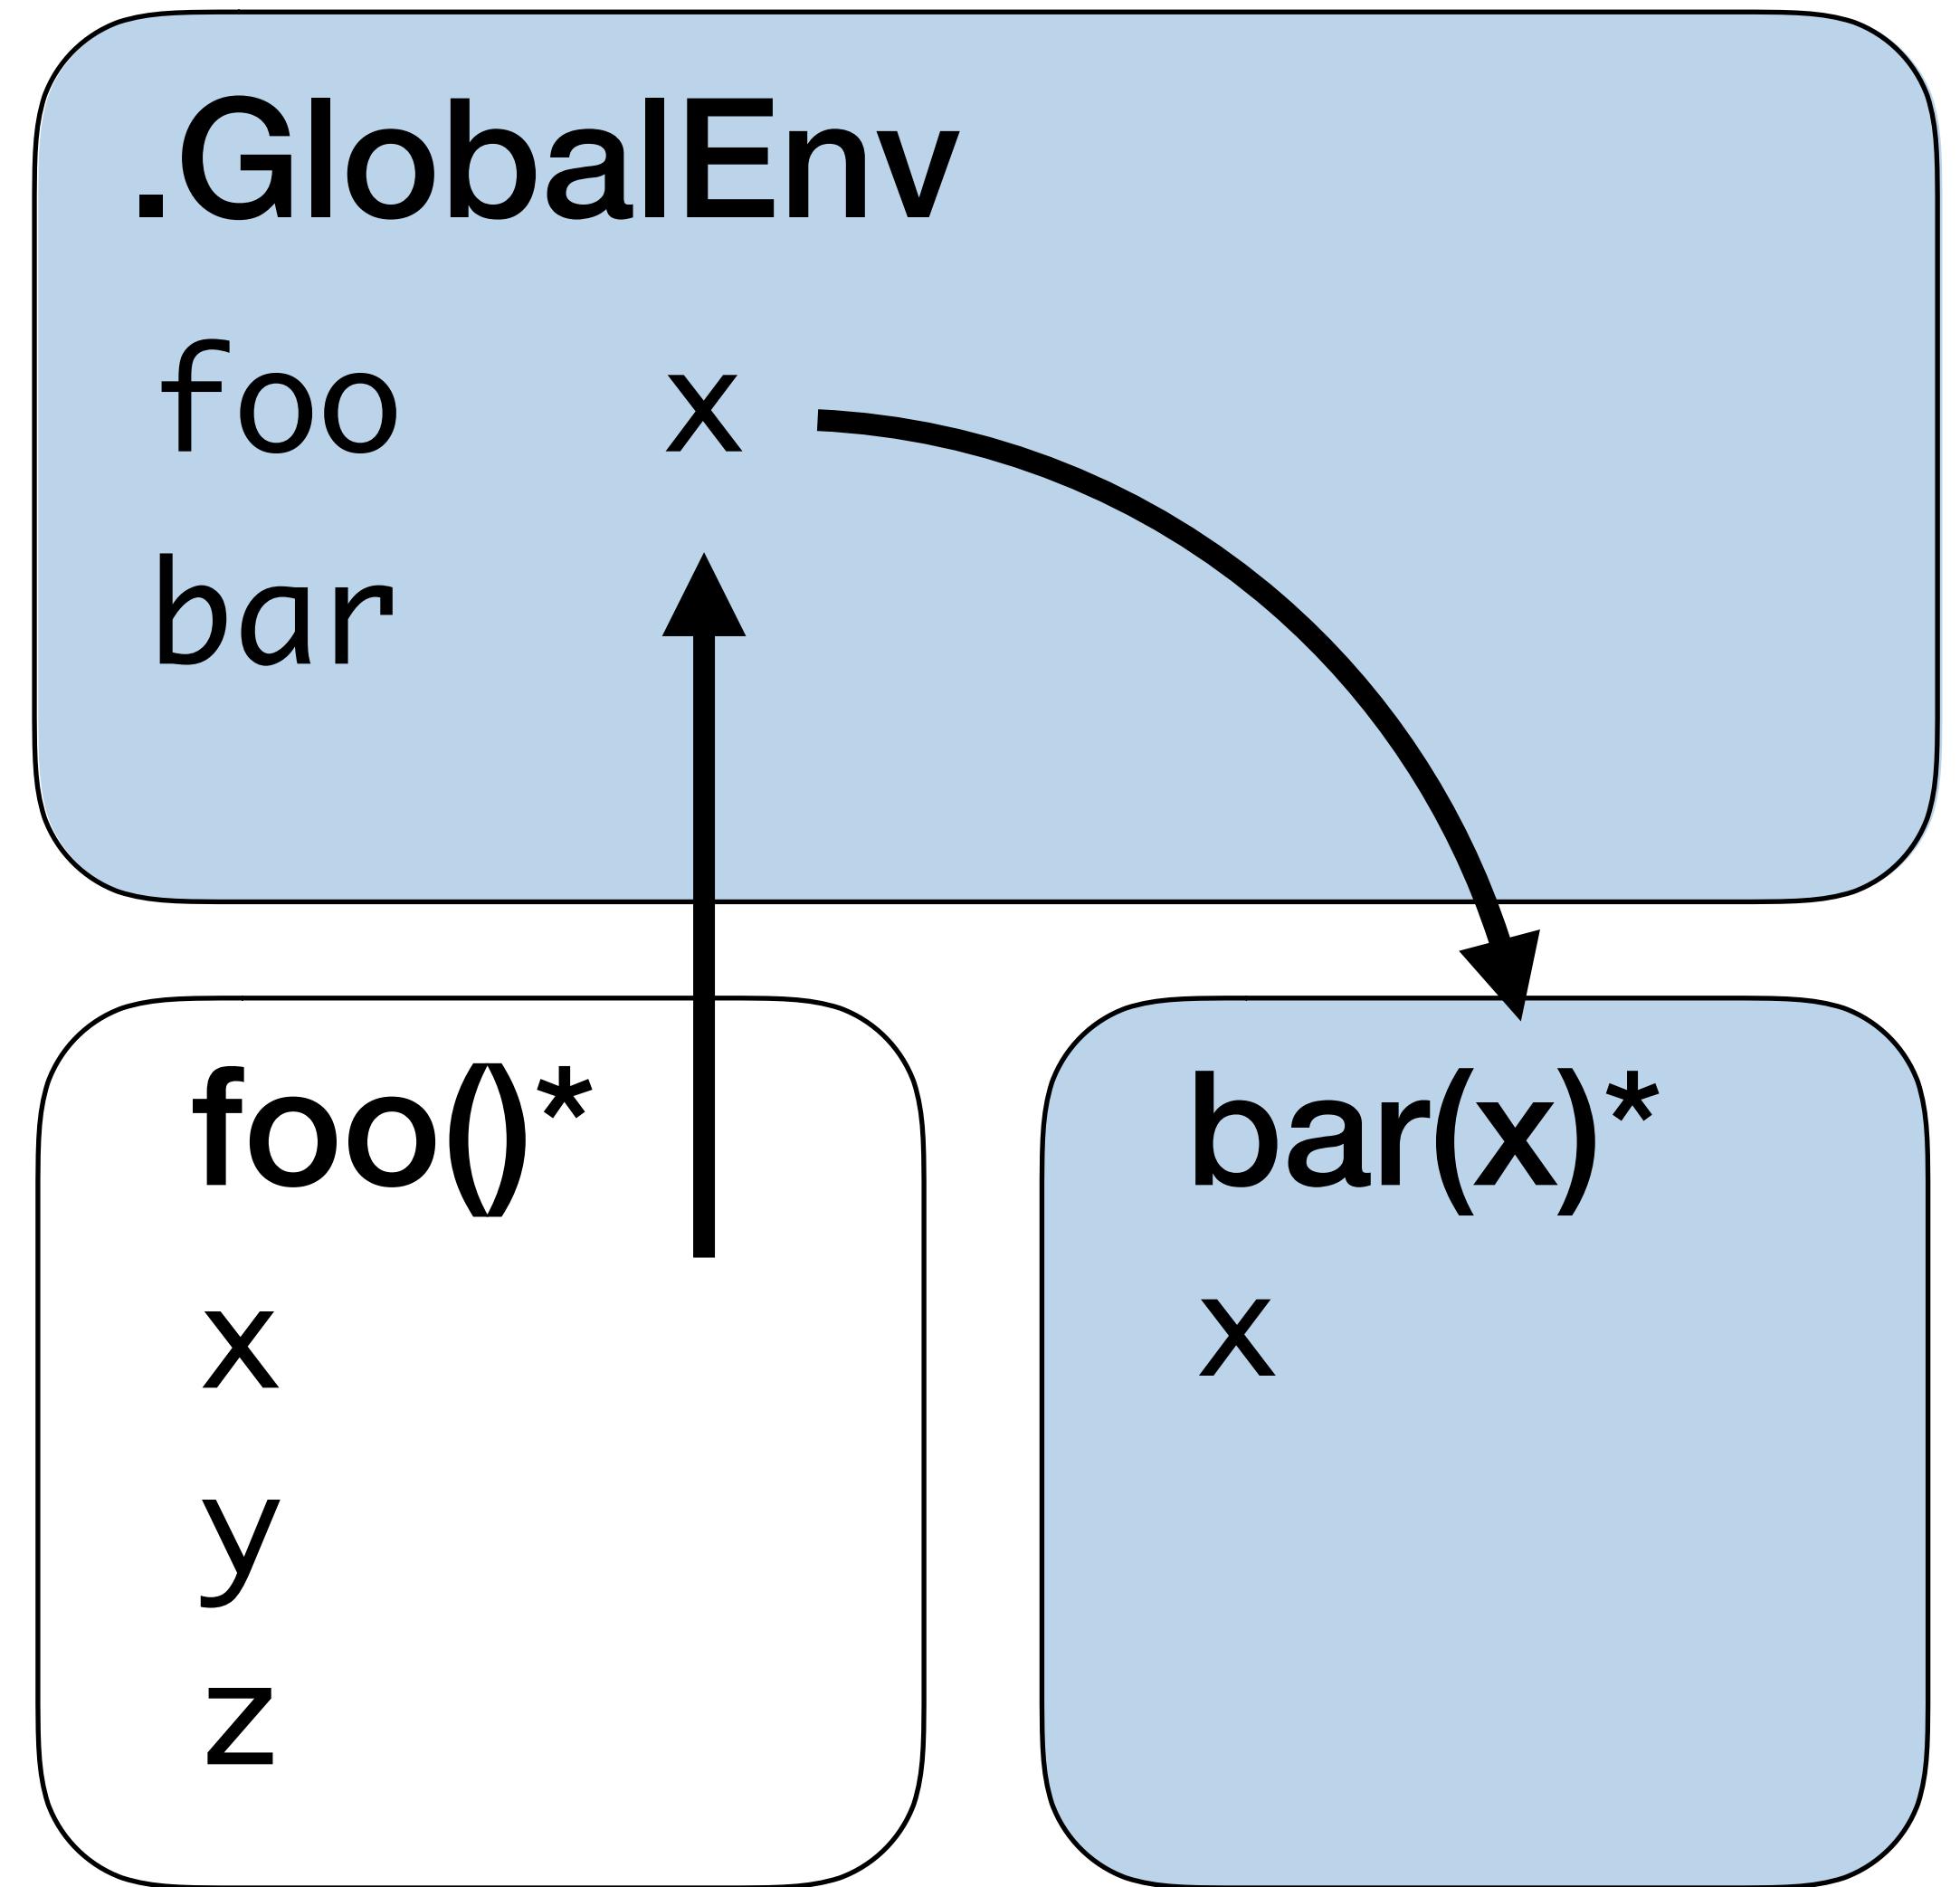 .GlobalEnv
foo x
bar
foo()*
x
y
z
bar(x)*
x